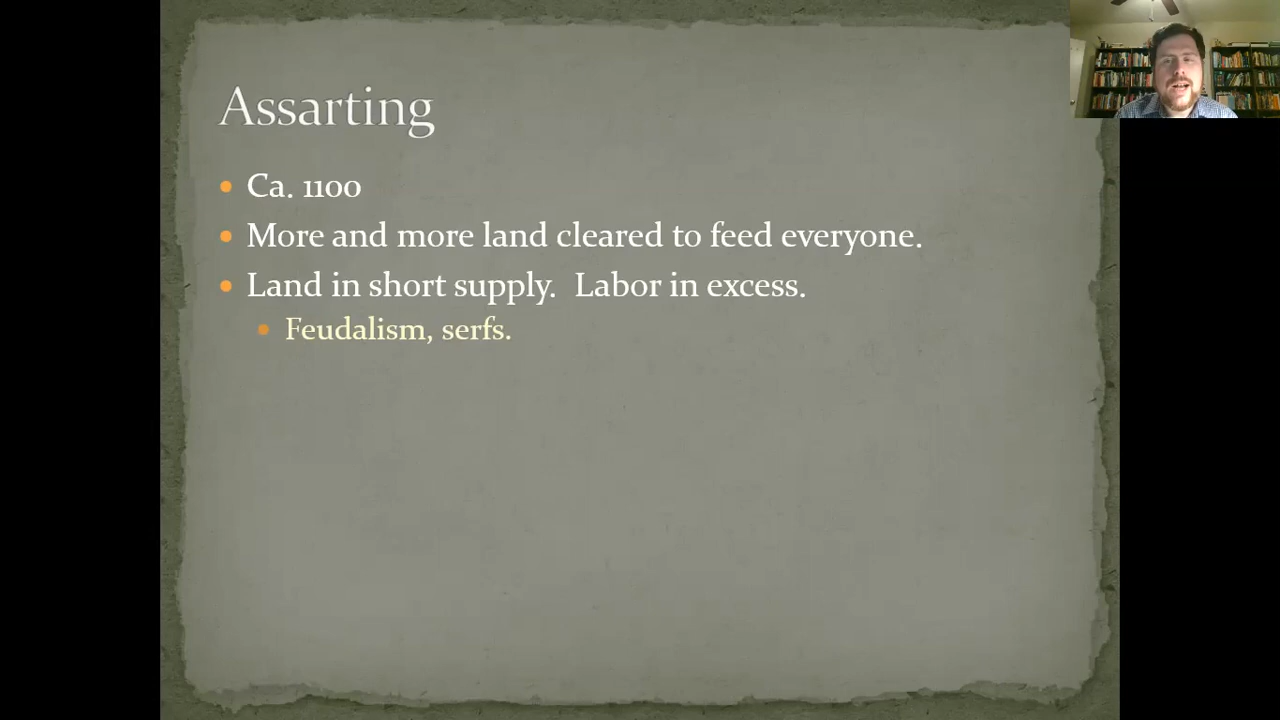 Assarting
Ca. 1100
More and more land cleared to feed everyone.
Land in short supply.  Labor in excess.
Feudalism, serfs.